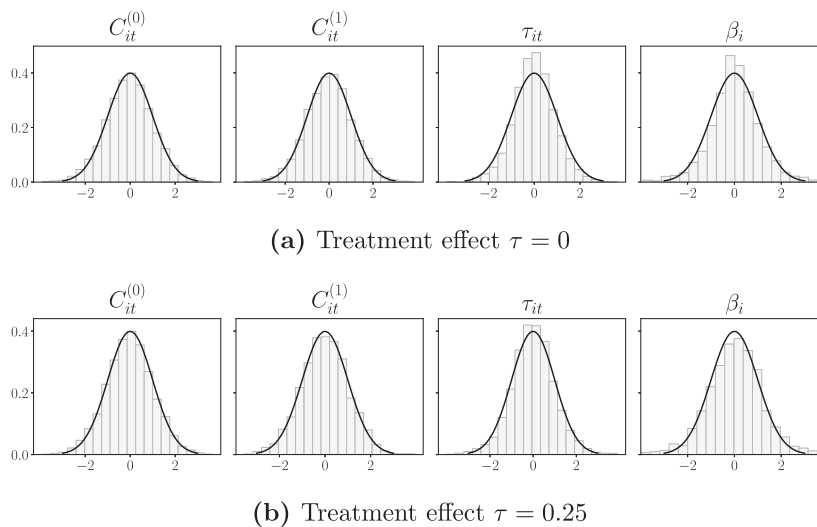 C_{it}^{(0)} C_{it}^{(1)} τ_{it} β_i
0.4
0.2
0.0
−2 0 2 −2 0 2 −2 0 2 −2 0 2
(a) Treatment effect τ = 0
C_{it}^{(0)} C_{it}^{(1)} τ_{it} β_i
0.4
0.2
0.0
−2 0 2 −2 0 2 −2 0 2 −2 0 2
(b) Treatment effect τ = 0.25